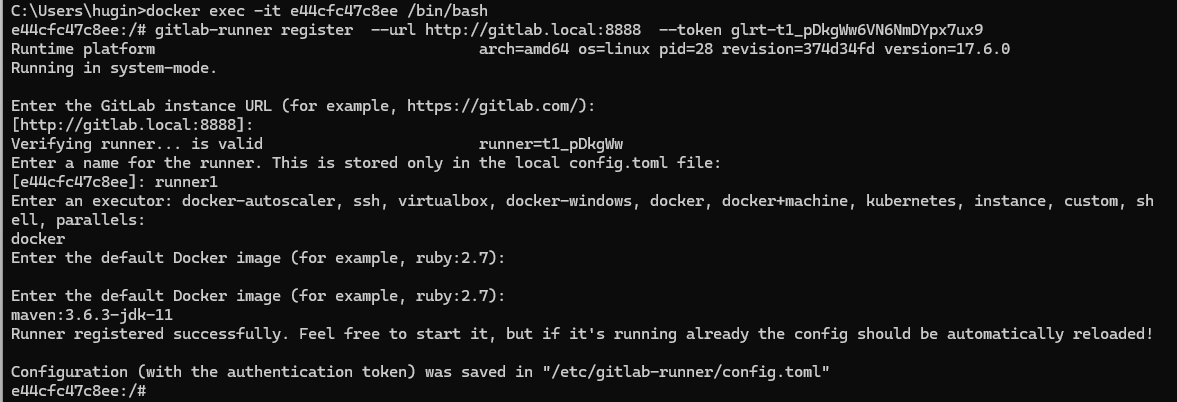 C:\Users\hugin>docker exec -it e44cfc47c8ee /bin/bash
e44cfc47c8ee:/# gitlab-runner register  --url http://gitlab.local:8888  --token glrt-t1_pDkgWw6VN6NmDYpx7ux9
Runtime platform                                    arch=amd64 os=linux pid=28 revision=374d34fd version=17.6.0
Running in system-mode.

Enter the GitLab instance URL (for example, https://gitlab.com/):
[http://gitlab.local:8888]:
Verifying runner... is valid                        runner=t1_pDkgWw
Enter a name for the runner. This is stored only in the local config.toml file:
[e44cfc47c8ee]: runner1
Enter an executor: docker-autoscaler, ssh, virtualbox, docker-windows, docker, docker+machine, kubernetes, instance, custom, sh
ell, parallels:
docker
Enter the default Docker image (for example, ruby:2.7):

Enter the default Docker image (for example, ruby:2.7):
maven:3.6.3-jdk-11
Runner registered successfully. Feel free to start it, but if it's running already the config should be automatically reloaded!

Configuration (with the authentication token) was saved in "/etc/gitlab-runner/config.toml"
e44cfc47c8ee:/#